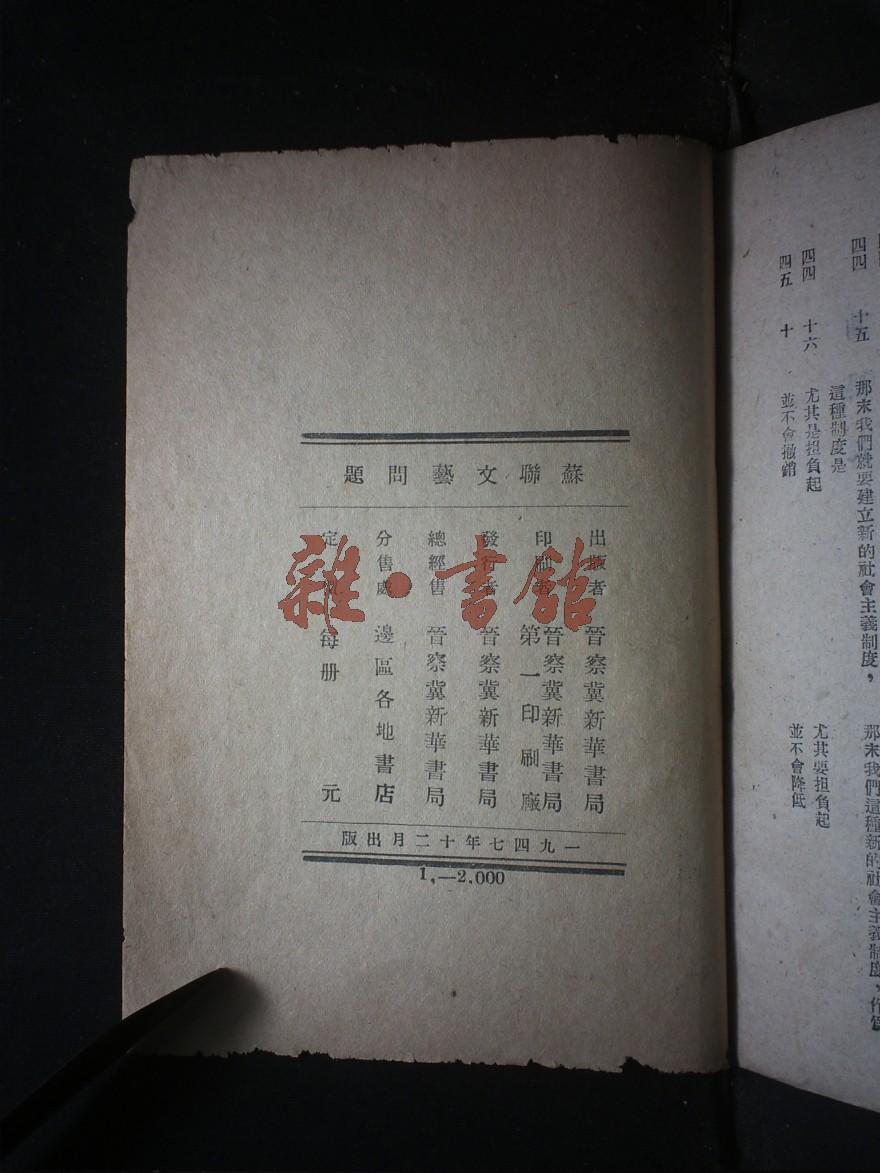 蘇聯文藝問題
出版者 晉察冀新華書局
印刷者 晉察冀新華書局
第一印刷廠
發行者 晉察冀新華書局
總經售 晉察冀新華書局
分售處 邊區各地書店
定 每册 元
一九四七年十二月出版
1,—2,000
雜·書館
四四 十五 那末我們就要建立新的社會主義制度， 那末我們這種新的社會主義制度，作爲
這種制度是
四四 十六 尤其是担負起 尤其要担負起
四五 十 並不會撤銷 並不會降低